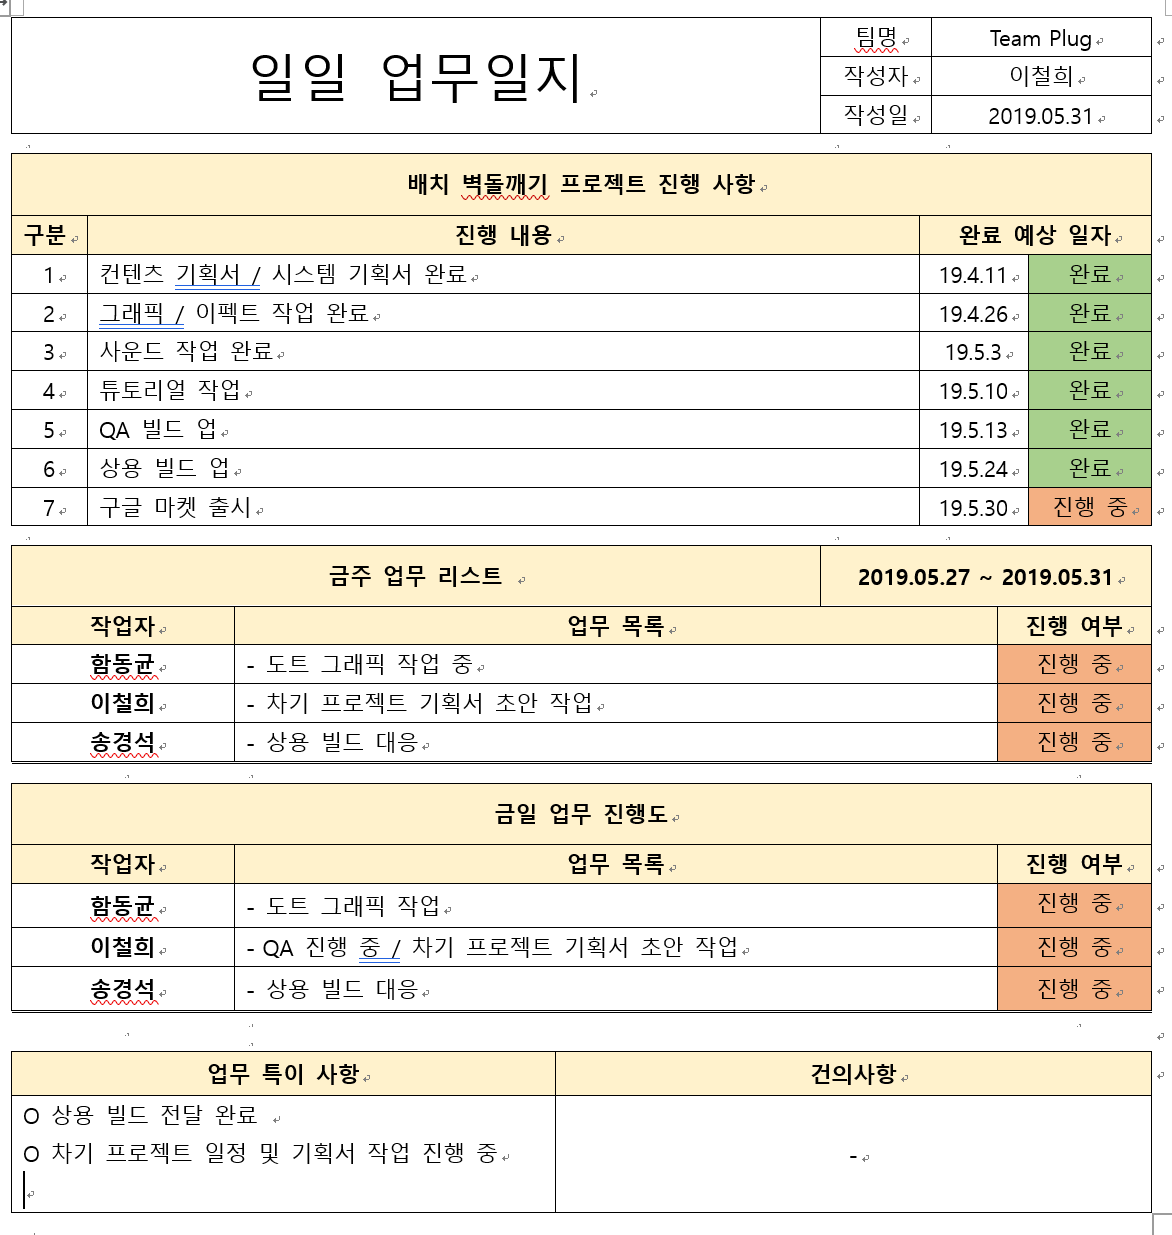 일일 업무일지
팀명 Team Plug
작성자 이철희
작성일 2019.05.31
배치 벽돌깨기 프로젝트 진행 사항
구분 진행 내용 완료 예상 일자
1 컨텐츠 기획서 / 시스템 기획서 완료 19.4.11 완료
2 그래픽 / 이펙트 작업 완료 19.4.26 완료
3 사운드 작업 완료 19.5.3 완료
4 튜토리얼 작업 19.5.10 완료
5 QA 빌드 업 19.5.13 완료
6 상용 빌드 업 19.5.24 완료
7 구글 마켓 출시 19.5.30 진행 중
금주 업무 리스트 2019.05.27 ~ 2019.05.31
작업자 업무 목록 진행 여부
함동균 - 도트 그래픽 작업 중 진행 중
이철희 - 차기 프로젝트 기획서 초안 작업 진행 중
송경석 - 상용 빌드 대응 진행 중
금일 업무 진행도
작업자 업무 목록 진행 여부
함동균 - 도트 그래픽 작업 진행 중
이철희 - QA 진행 중 / 차기 프로젝트 기획서 초안 작업 진행 중
송경석 - 상용 빌드 대응 진행 중
업무 특이 사항 건의사항
O 상용 빌드 전달 완료
O 차기 프로젝트 일정 및 기획서 작업 진행 중
-